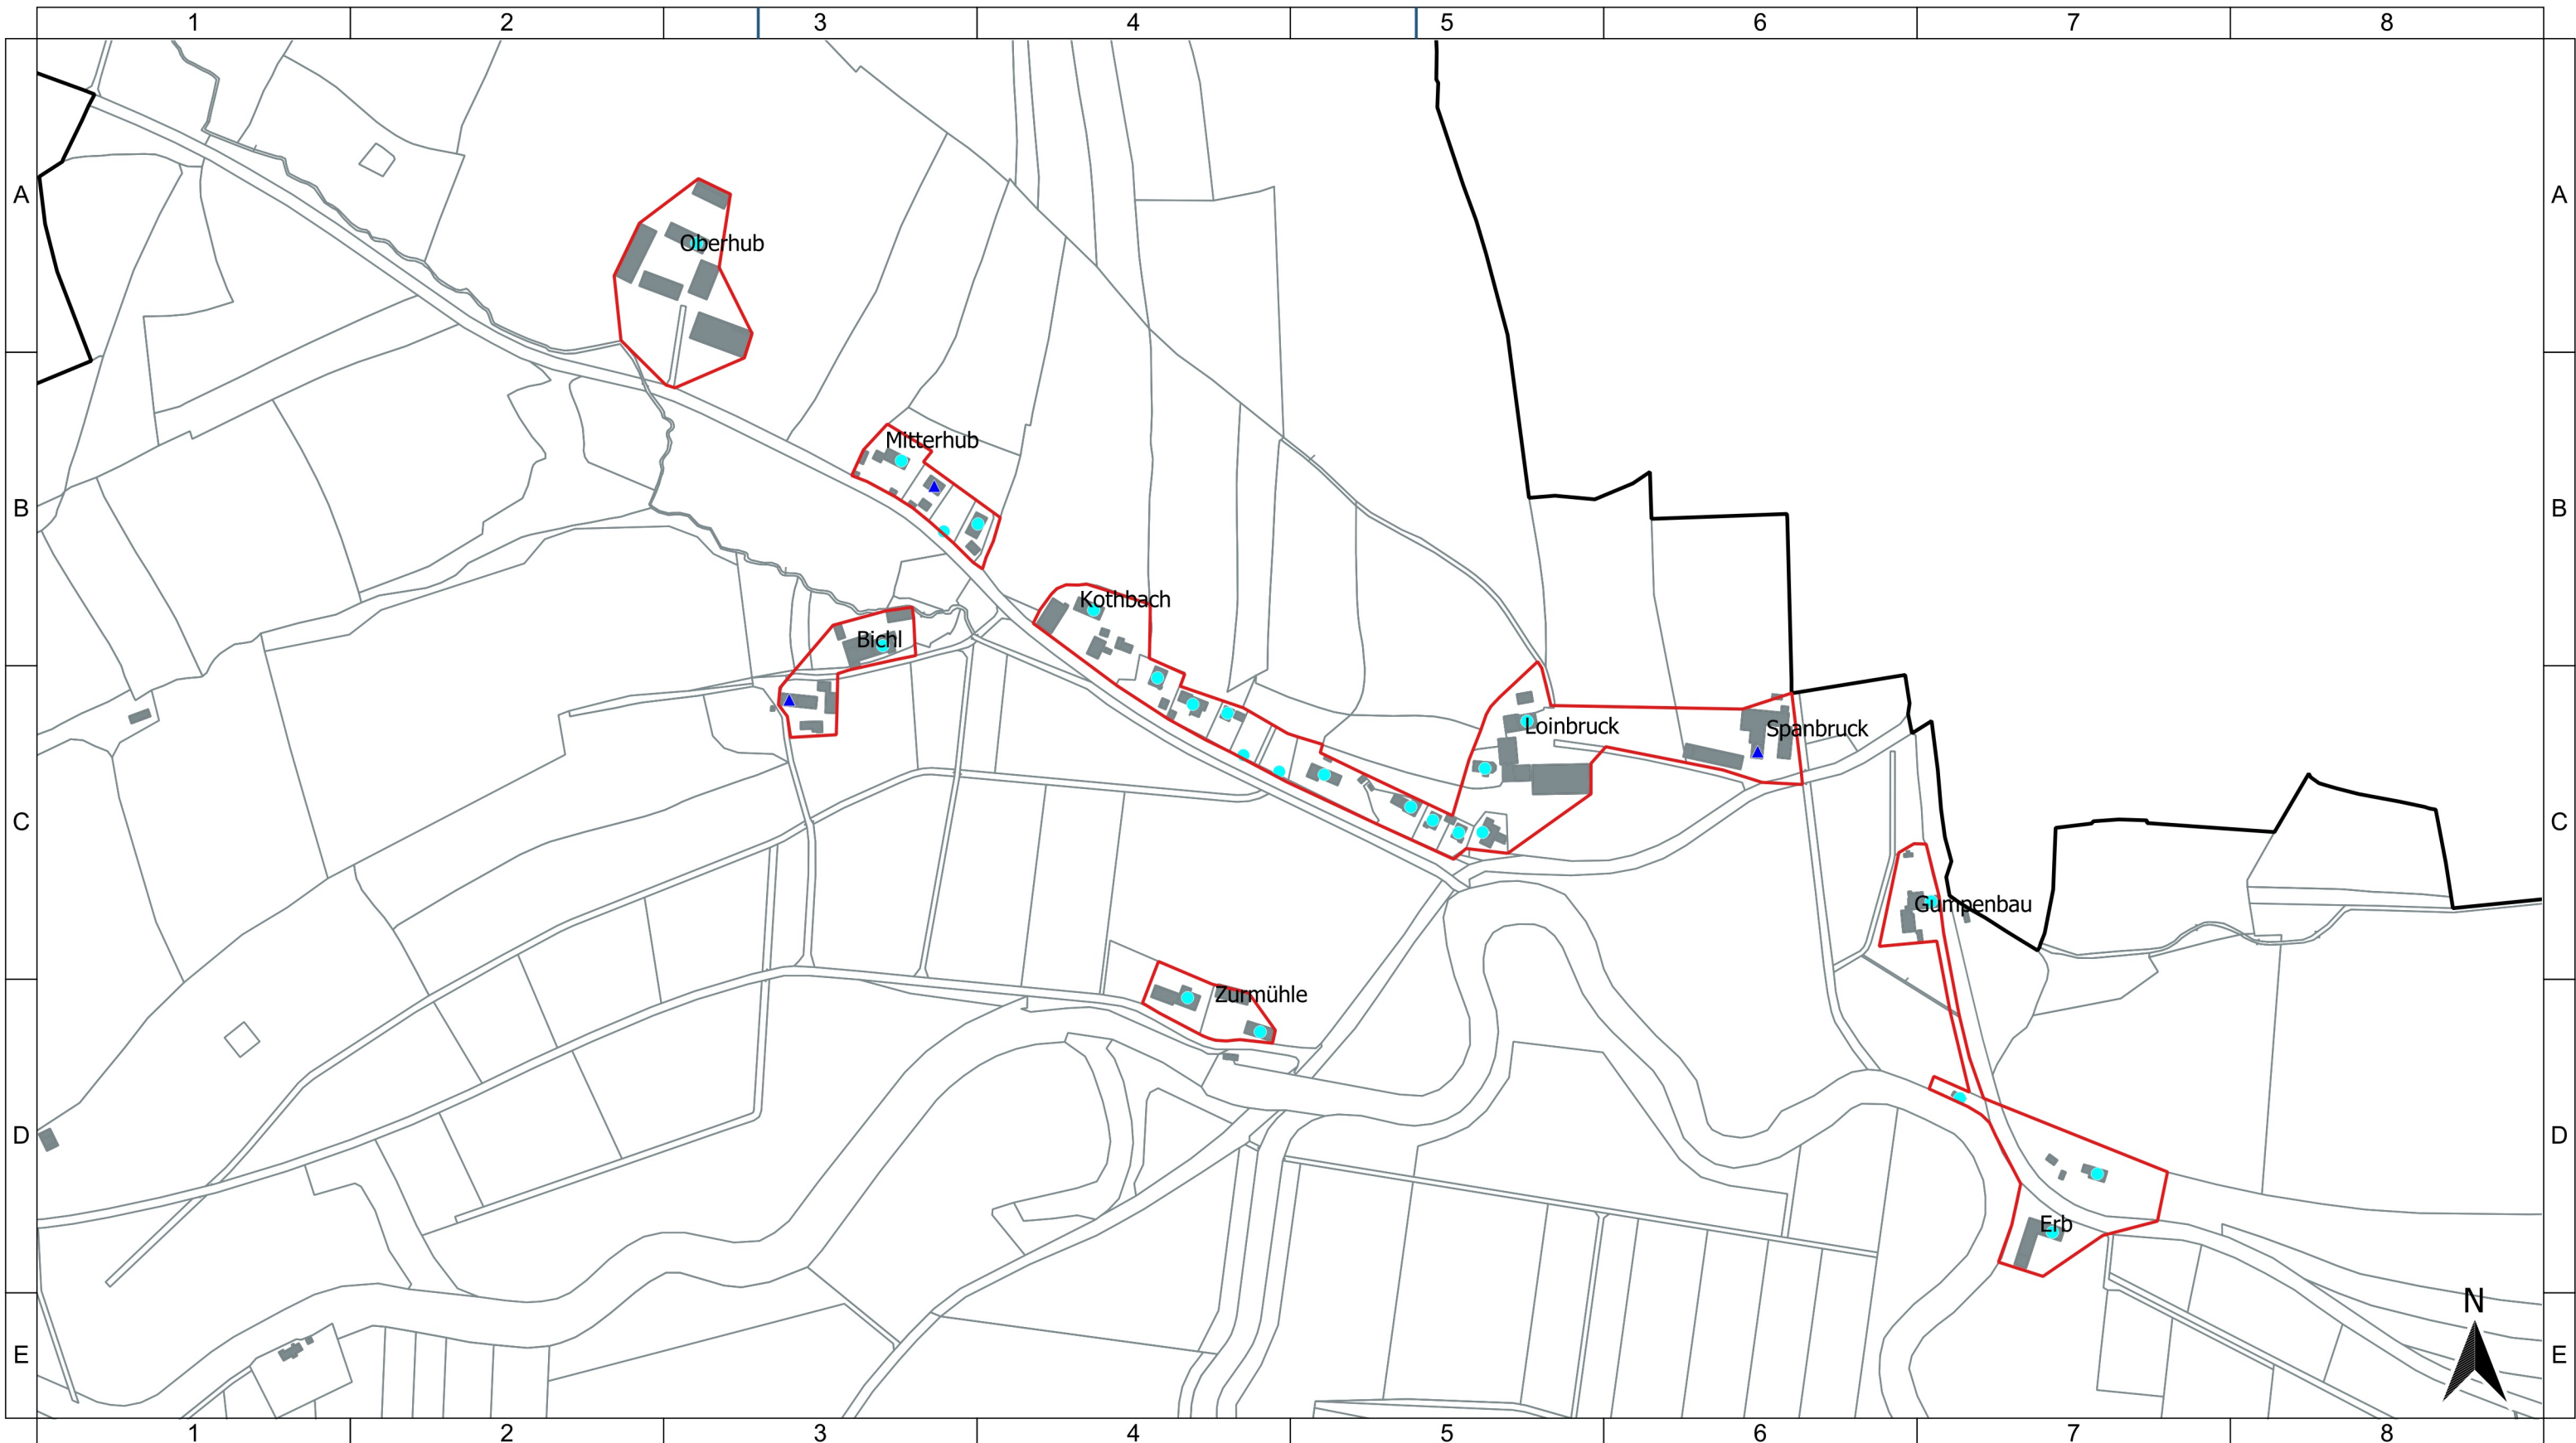 1 2 3 4 5 6 7 8
A A
Oberhub
Mitterhub
B B
Kothbach
Bichl
Loinbruck
Spanbruck
C C
Gumpenbau
Zurmühle
D D
Erb
N
E E
1 2 3 4 5 6 7 8